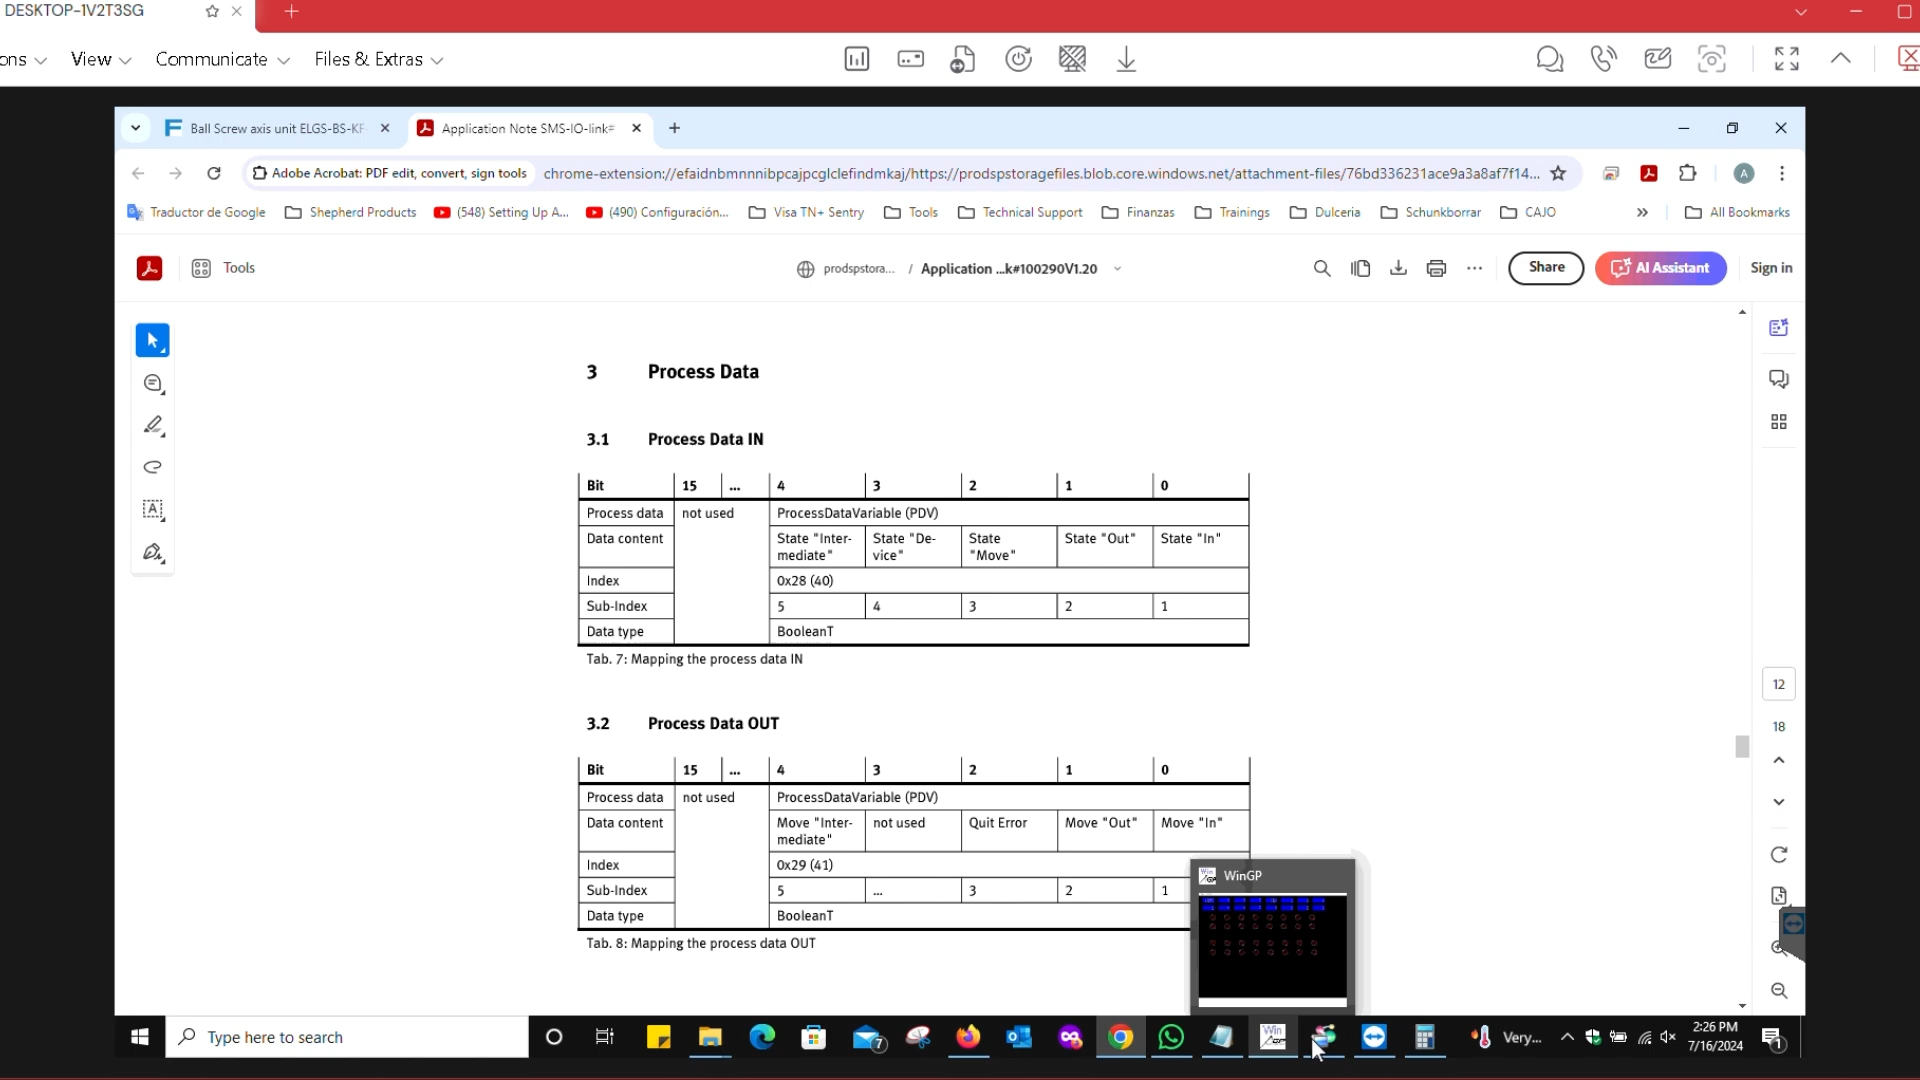 DESKTOP-1V2T3SG
ons View Communicate Files & Extras
Ball Screw axis unit ELGS-BS-KF
Application Note SMS-IO-link#
Adobe Acrobat: PDF edit, convert, sign tools
chrome-extension://efaidnbmnnnibpcajpcglclefindmkaj/https://prodspstoragefiles.blob.core.windows.net/attachment-files/76bd336231ace9a3a8af7f14...
A
Traductor de Google Shepherd Products (548) Setting Up A... (490) Configuración... Visa TN+ Sentry Tools Technical Support Finanzas Trainings Dulceria Schunkborrar CAJO » All Bookmarks
Tools
prodspstora... / Application ...k#100290V1.20
Share AI Assistant Sign in
3 Process Data
3.1 Process Data IN
Bit 15 ... 4 3 2 1 0
Process data not used ProcessDataVariable (PDV)
Data content State "Inter- State "De- State State "Out" State "In"
mediate" vice" "Move"
Index 0x28 (40)
Sub-Index 5 4 3 2 1
Data type BooleanT
Tab. 7: Mapping the process data IN
12
18
3.2 Process Data OUT
Bit 15 ... 4 3 2 1 0
Process data not used ProcessDataVariable (PDV)
Data content Move "Inter- not used Quit Error Move "Out" Move "In"
mediate"
Index 0x29 (41)
Sub-Index 5 ... 3 2 1
Data type BooleanT
Tab. 8: Mapping the process data OUT
WinGP
Type here to search
7
Win
GP
Very...
2:26 PM
7/16/2024
1